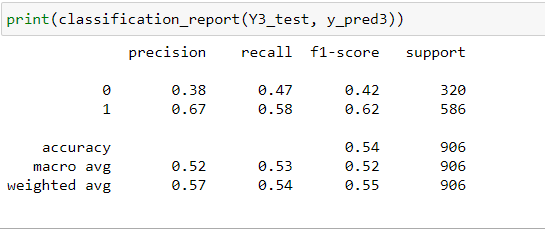 print(classification_report(Y3_test, y_pred3))
precision recall f1-score support
0 0.38 0.47 0.42 320
1 0.67 0.58 0.62 586
accuracy 0.54 906
macro avg 0.52 0.53 0.52 906
weighted avg 0.57 0.54 0.55 906